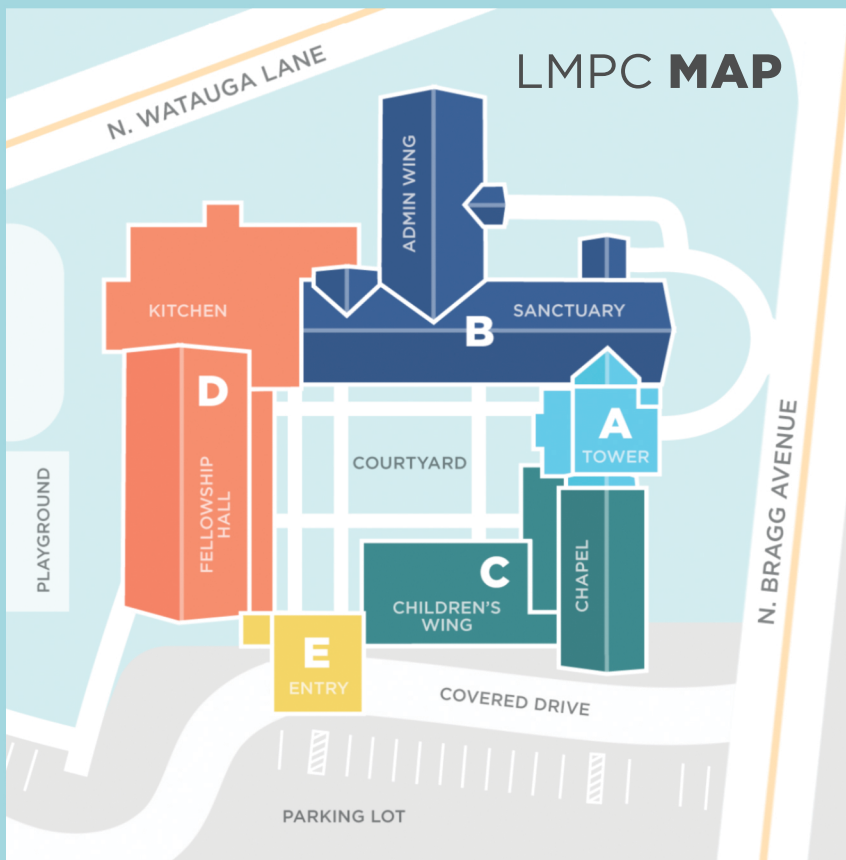 LMPC MAP
N. WATAUGA LANE
ADMIN WING
KITCHEN
SANCTUARY
B
D
A
TOWER
COURTYARD
FELLOWSHIP
HALL
PLAYGROUND
N. BRAGG AVENUE
C
CHILDREN'S
WING
CHAPEL
E
ENTRY
COVERED DRIVE
PARKING LOT